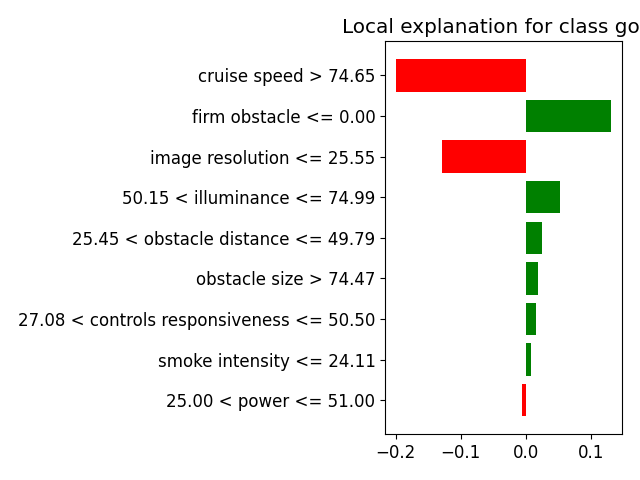 Local explanation for class go
cruise speed > 74.65
firm obstacle <= 0.00
image resolution <= 25.55
50.15 < illuminance <= 74.99
25.45 < obstacle distance <= 49.79
obstacle size > 74.47
27.08 < controls responsiveness <= 50.50
smoke intensity <= 24.11
25.00 < power <= 51.00
−0.2 −0.1 0.0 0.1